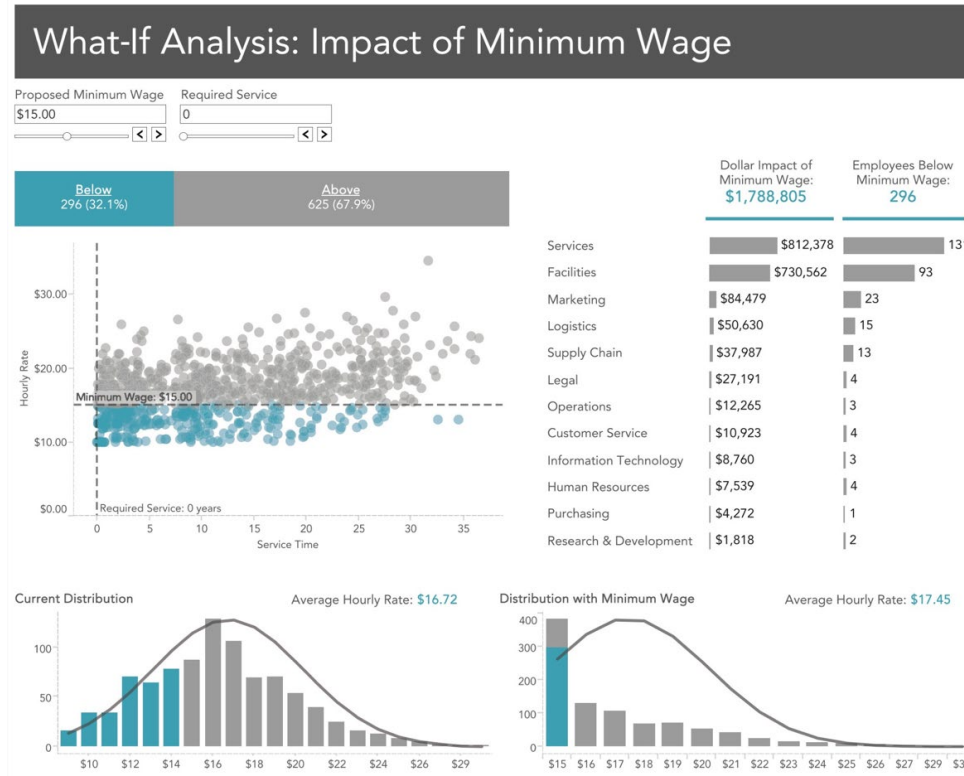 What-If Analysis: Impact of Minimum Wage
Proposed Minimum Wage Required Service
$15.00 0
Below
296 (32.1%)
Above
625 (67.9%)
$30.00
$20.00
$10.00
$0.00
Hourly Rate
Minimum Wage: $15.00
Required Service: 0 years
0 5 10 15 20 25 30 35
Service Time
Dollar Impact of
Minimum Wage:
$1,788,805
Employees Below
Minimum Wage:
296
Services $812,378
Facilities $730,562 93
Marketing $84,479 23
Logistics $50,630 15
Supply Chain $37,987 13
Legal $27,191 4
Operations $12,265 3
Customer Service $10,923 4
Information Technology $8,760 3
Human Resources $7,539 4
Purchasing $4,272 1
Research & Development $1,818 2
Current Distribution Average Hourly Rate: $16.72
100
50
0
$10 $12 $14 $16 $18 $20 $22 $24 $26 $29
Distribution with Minimum Wage Average Hourly Rate: $17.45
400
300
200
100
0
$15 $16 $17 $18 $19 $20 $21 $22 $23 $24 $25 $26 $27 $29